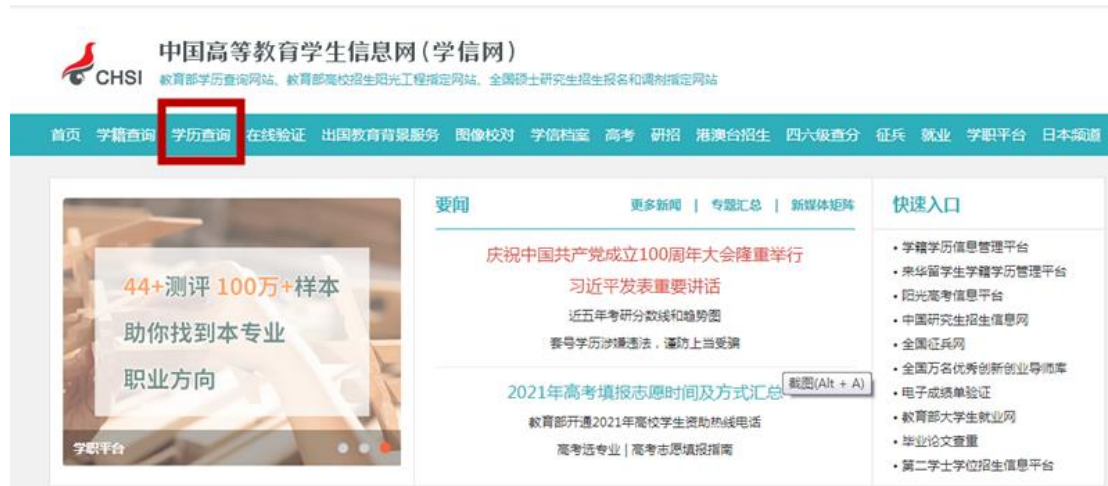 CHSI
中国高等教育学生信息网(学信网)
教育部学历查询网站、教育部高校招生阳光工程指定网站、全国硕士研究生招生报名和调剂指定网站
首页 学籍查询 学历查询 在线验证 出国教育背景服务 图像校对 学信档案 高考 研招 港澳台招生 四六级查分 征兵 就业 学职平台 日本频道
44+测评 100万+样本
助你找到本专业
职业方向
学职平台
要闻
更多新闻 | 专题汇总 | 新媒体矩阵
庆祝中国共产党成立100周年大会隆重举行
习近平发表重要讲话
近五年考研分数线和趋势图
套号学历涉嫌违法，谨防上当受骗
2021年高考填报志愿时间及方式汇总
截图(Alt + A)
教育部开通2021年高校学生资助热线电话
高考选专业 | 高考志愿填报指南
快速入口
• 学籍学历信息管理平台
• 来华留学生学籍学历管理平台
• 阳光高考信息平台
• 中国研究生招生信息网
• 全国征兵网
• 全国万名优秀创新创业导师库
• 电子成绩单验证
• 教育部大学生就业网
• 毕业论文查重
• 第二学士学位招生信息平台